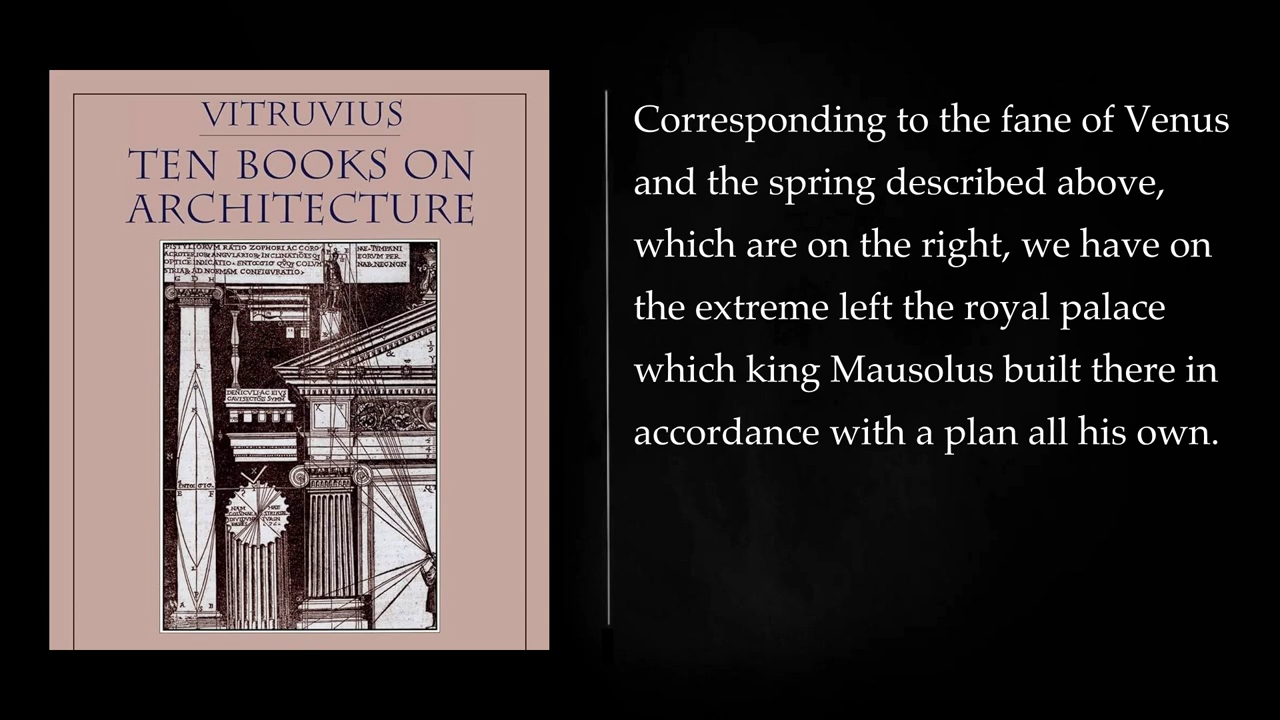 VITRUVIUS
TEN BOOKS ON
ARCHITECTURE
Corresponding to the fane of Venus
and the spring described above,
which are on the right, we have on
the extreme left the royal palace
which king Mausolus built there in
accordance with a plan all his own.